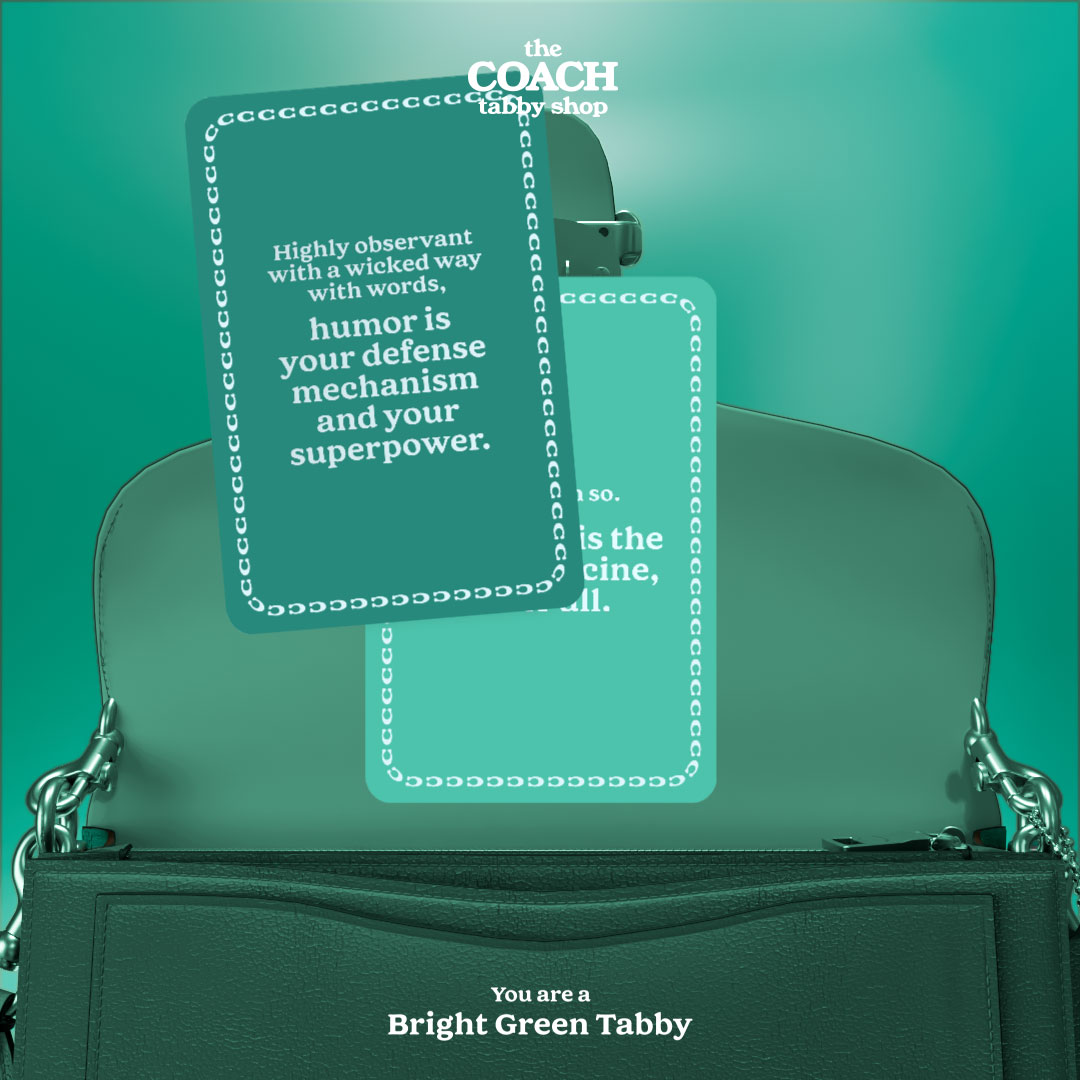 the
COACH
tabby shop
Highly observant
with a wicked way
with words,
humor is
your defense
mechanism
and your
superpower.
so.
is the
all.
You are a
Bright Green Tabby